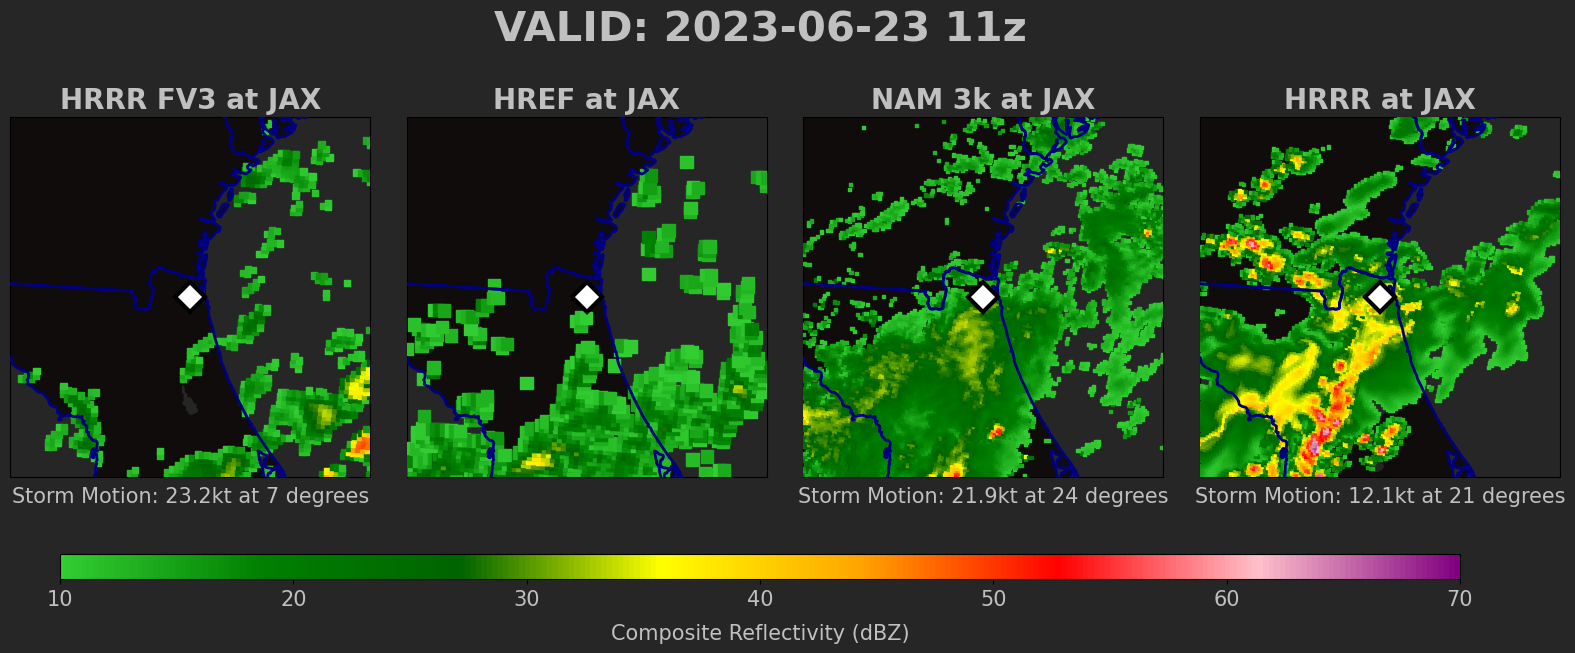 VALID: 2023-06-23 11z
HRRR FV3 at JAX
HREF at JAX
NAM 3k at JAX
HRRR at JAX
Storm Motion: 23.2kt at 7 degrees
Storm Motion: 21.9kt at 24 degrees
Storm Motion: 12.1kt at 21 degrees
10 20 30 40 50 60 70
Composite Reflectivity (dBZ)